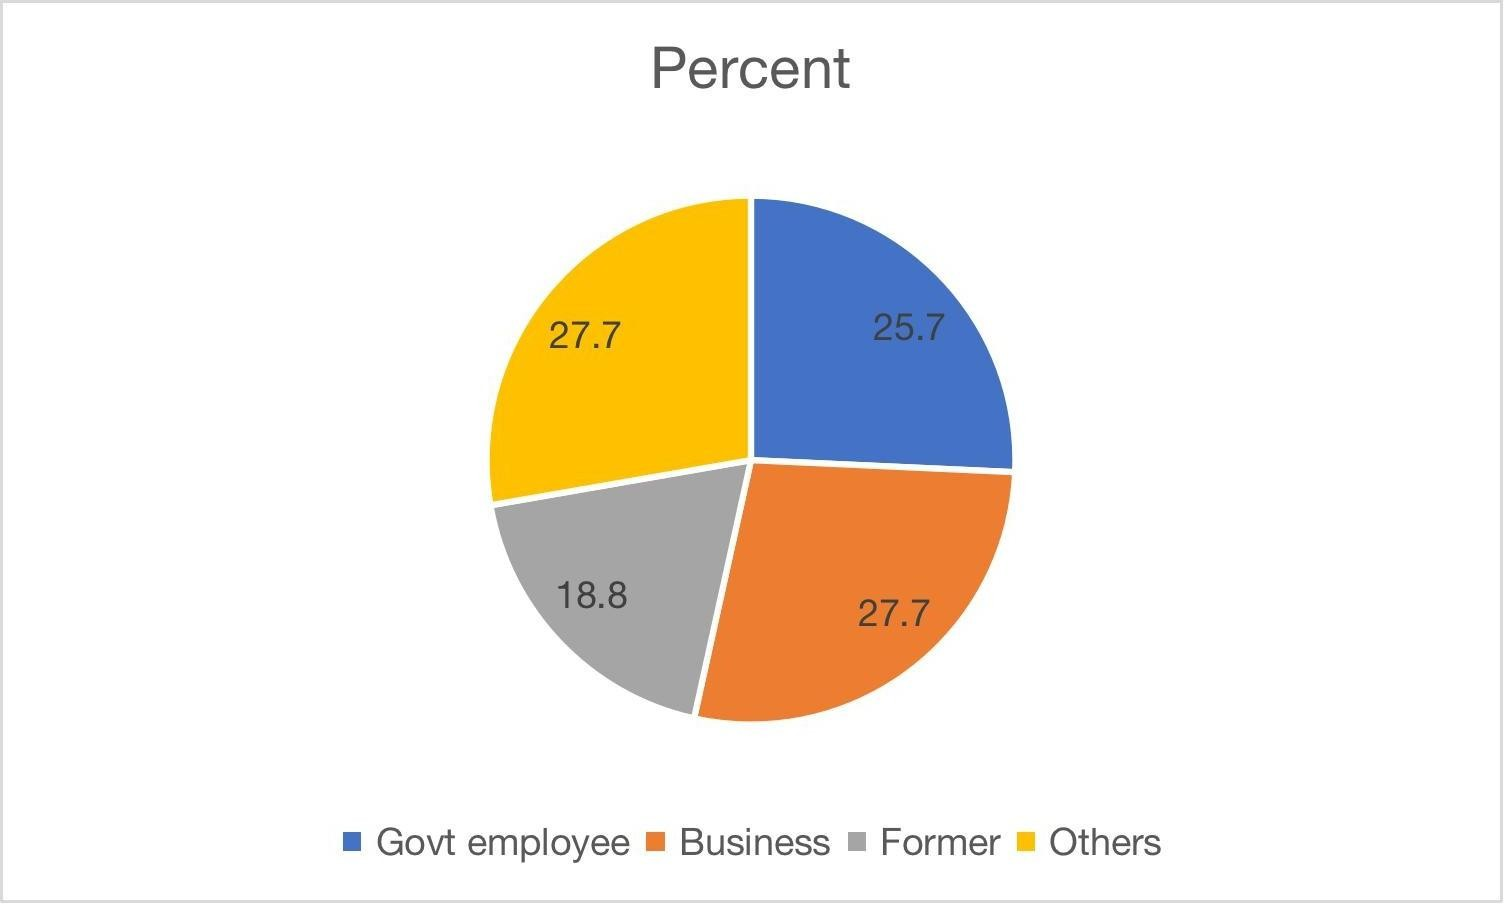 Percent
27.7
25.7
18.8
27.7
Govt employee Business Former Others